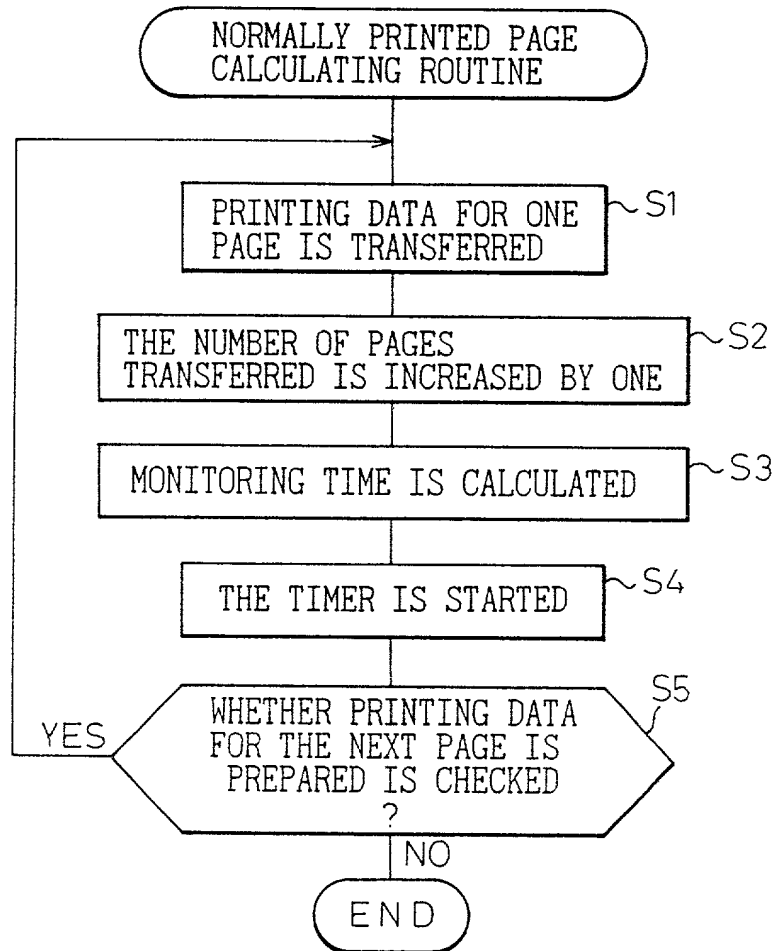 NORMALLY PRINTED PAGE
CALCULATING ROUTINE
PRINTING DATA FOR ONE
PAGE IS TRANSFERRED
S1
THE NUMBER OF PAGES
TRANSFERRED IS INCREASED BY ONE
S2
MONITORING TIME IS CALCULATED
S3
THE TIMER IS STARTED
S4
WHETHER PRINTING DATA
FOR THE NEXT PAGE IS
PREPARED IS CHECKED
?
S5
YES
NO
END